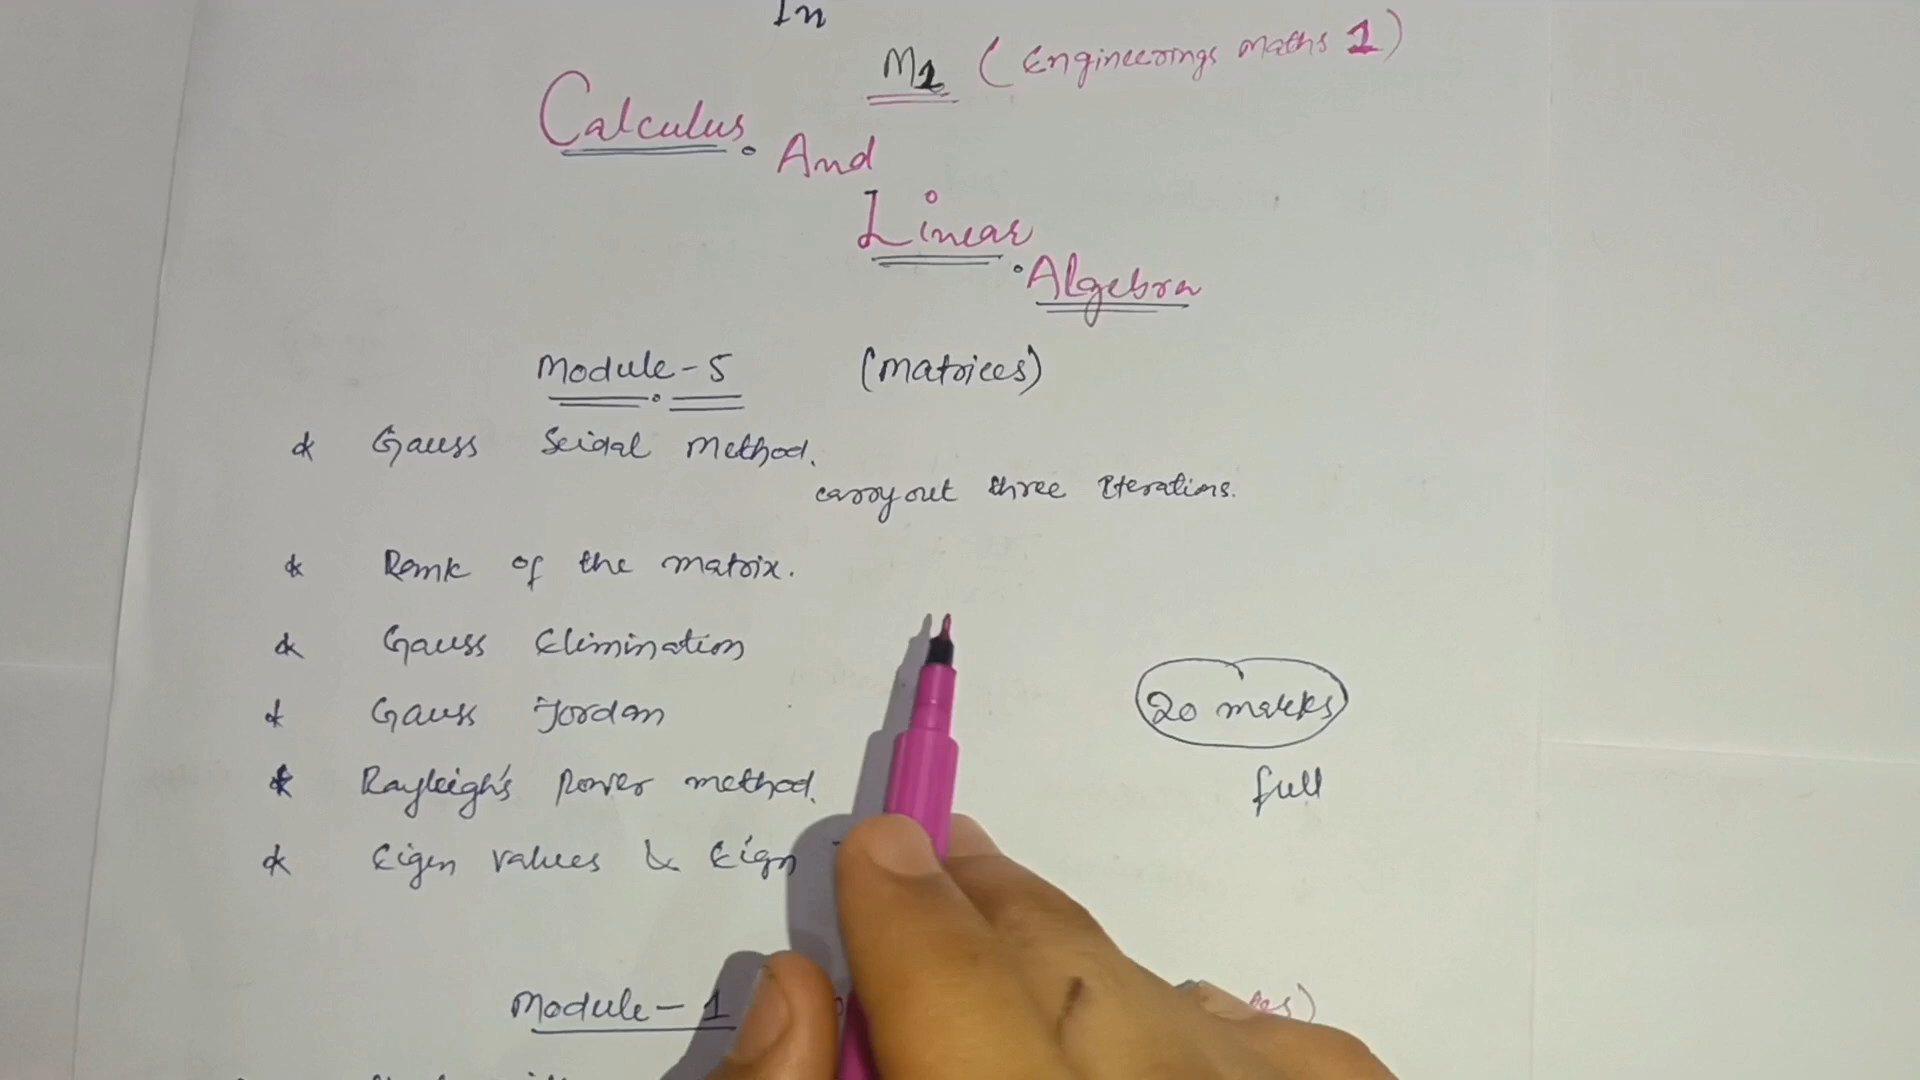 In
M1 (Engineerings maths 1)
Calculus And
Linear
Algebra
Module-5 (matrices)
* Gauss Seidal Method.
carry out three Iterations.
* Rank of the matrix.
* Gauss Elimination
* Gauss Jordan
20 marks
* Rayleigh's Power method.
full
* Eigen values & Eign
Module-1